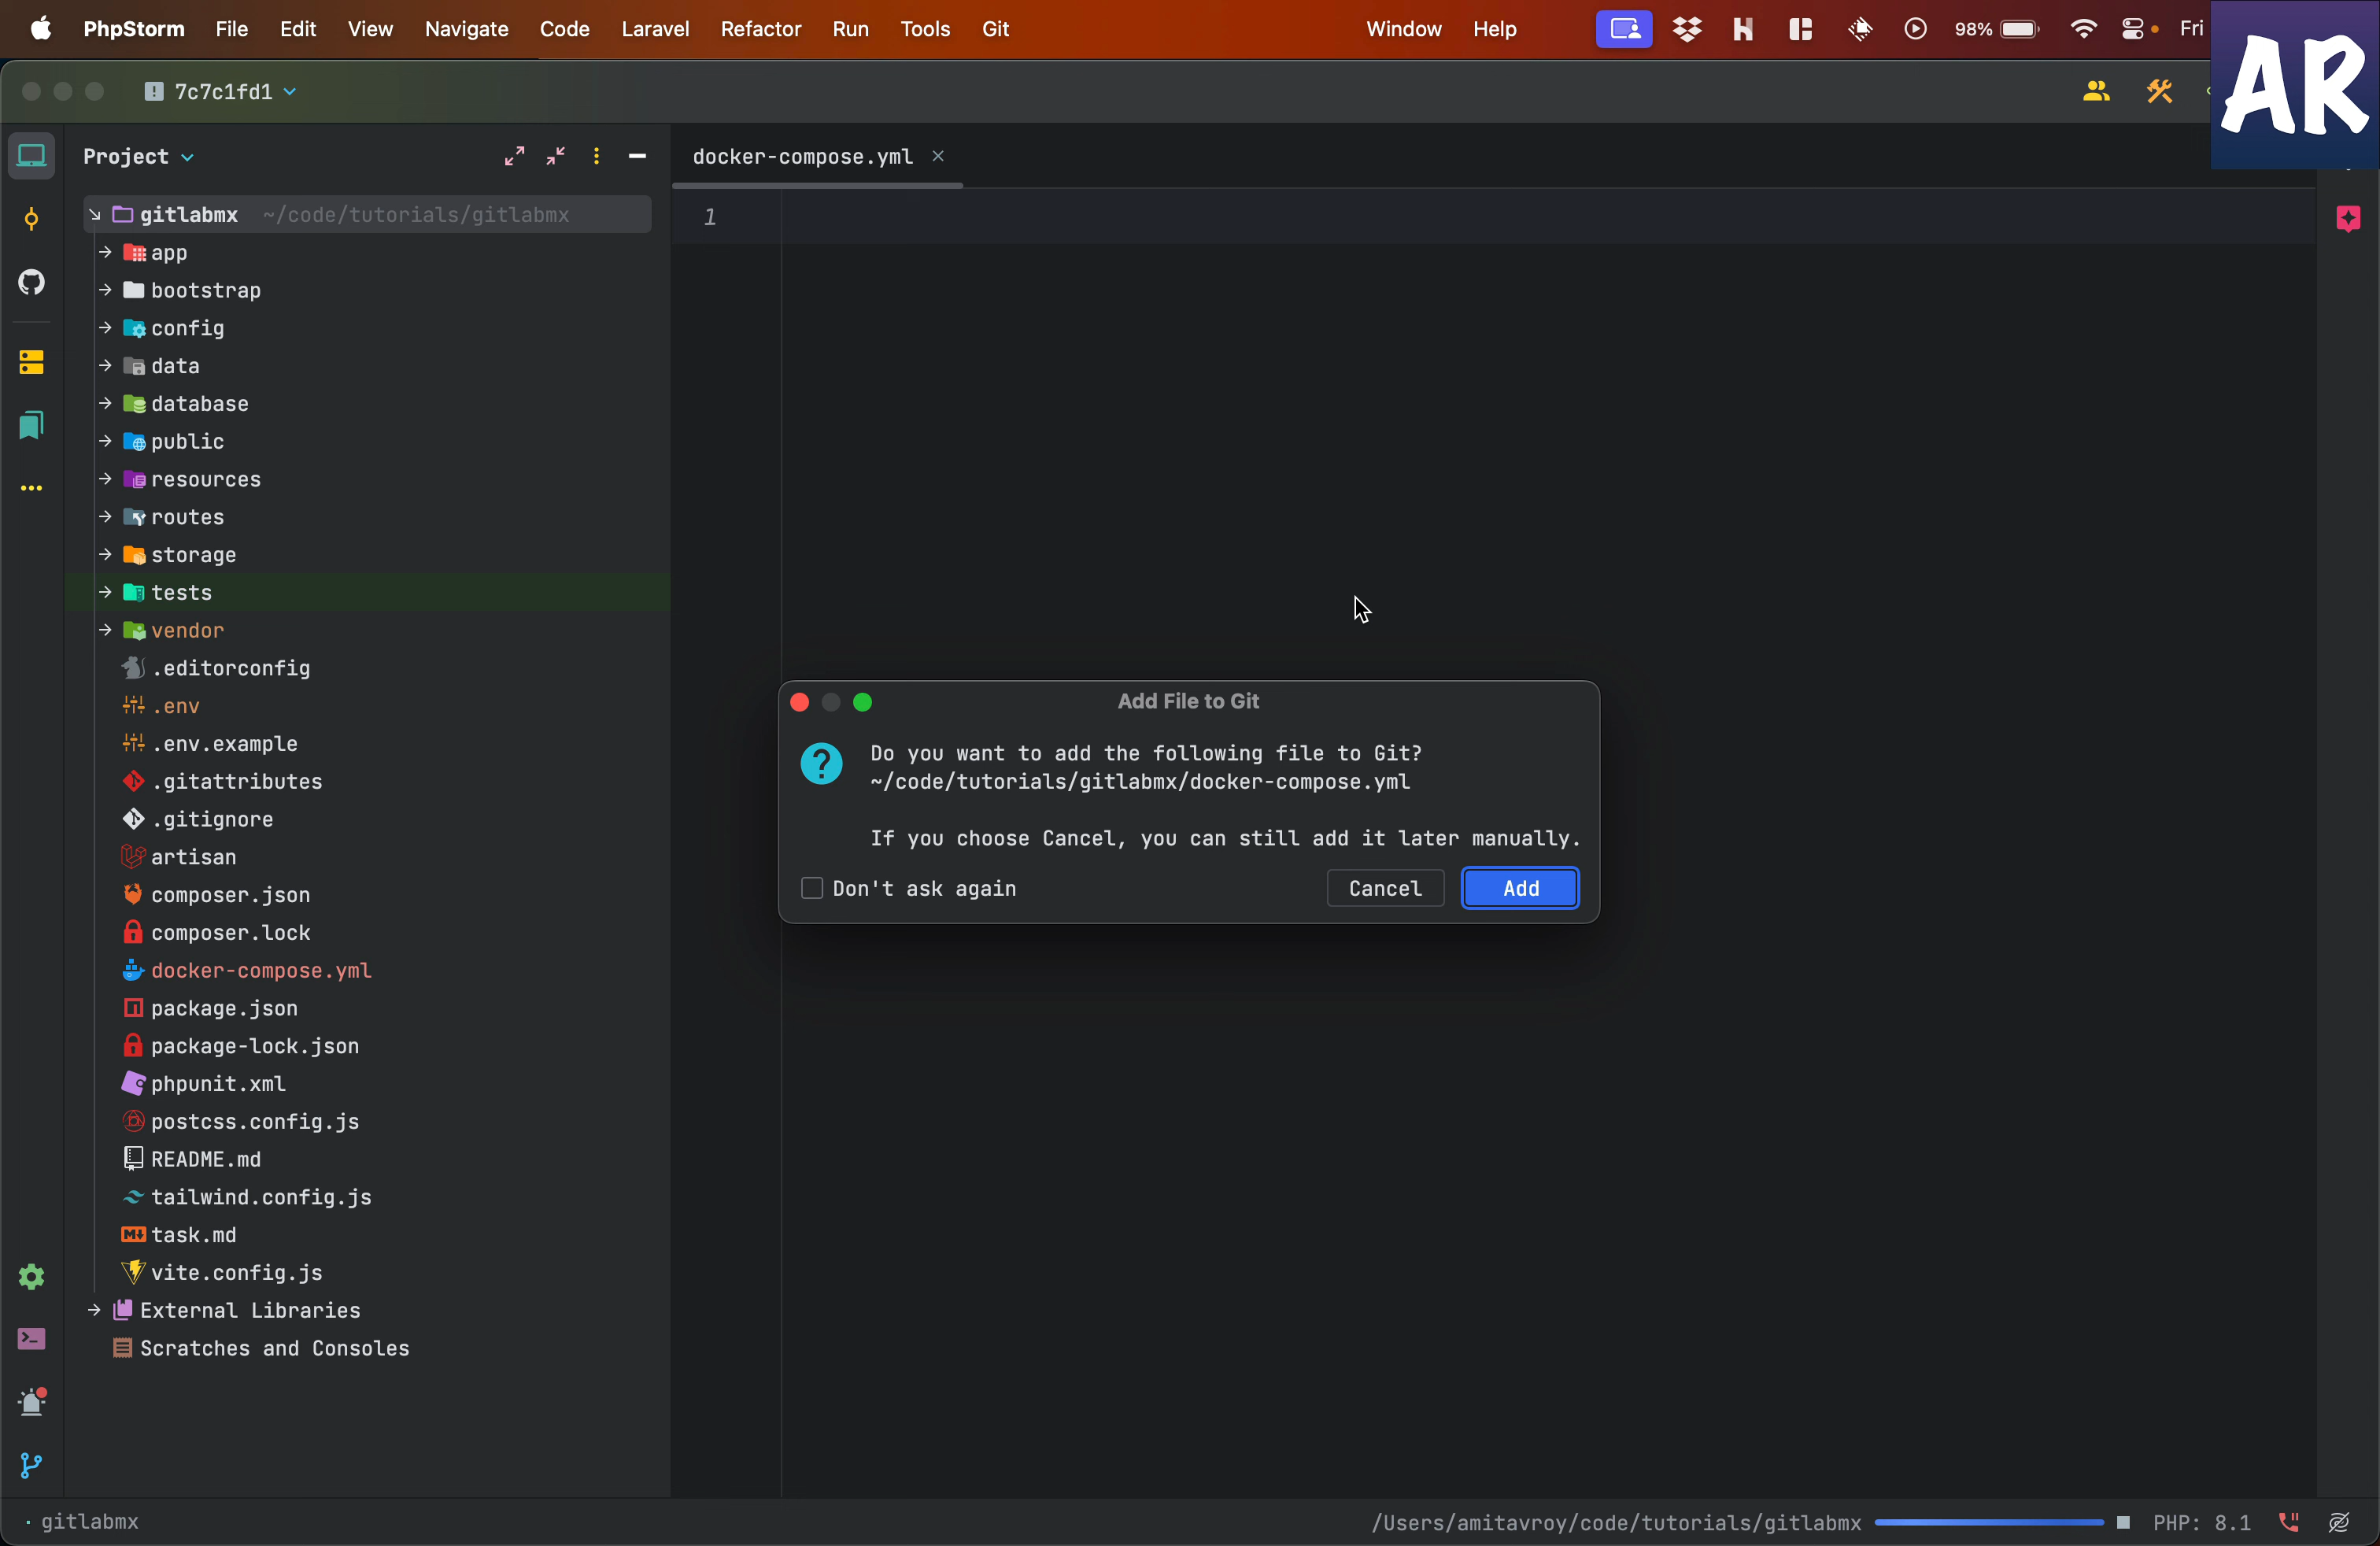 PhpStorm File Edit View Navigate Code Laravel Refactor Run Tools Git Window Help 98% Fri
AR
7c7c1fd1
Project
docker-compose.yml
1
gitlabmx ~/code/tutorials/gitlabmx
app
bootstrap
config
data
database
public
resources
routes
storage
tests
vendor
.editorconfig
.env
.env.example
.gitattributes
.gitignore
artisan
composer.json
composer.lock
docker-compose.yml
package.json
package-lock.json
phpunit.xml
postcss.config.js
README.md
tailwind.config.js
task.md
vite.config.js
External Libraries
Scratches and Consoles
Add File to Git
Do you want to add the following file to Git?
~/code/tutorials/gitlabmx/docker-compose.yml
If you choose Cancel, you can still add it later manually.
Don't ask again
Cancel
Add
gitlabmx
/Users/amitavroy/code/tutorials/gitlabmx
PHP: 8.1